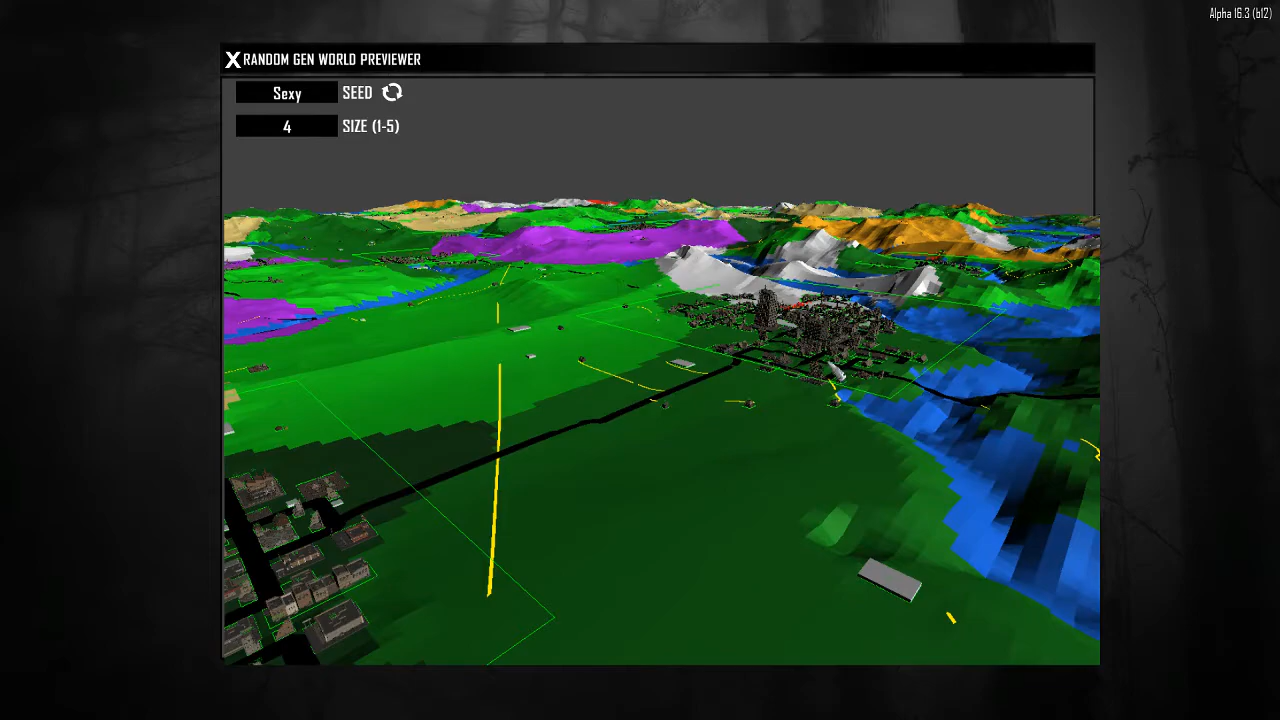 Alpha 16.3 (b12)
X RANDOM GEN WORLD PREVIEWER
Sexy SEED
4 SIZE (1-5)